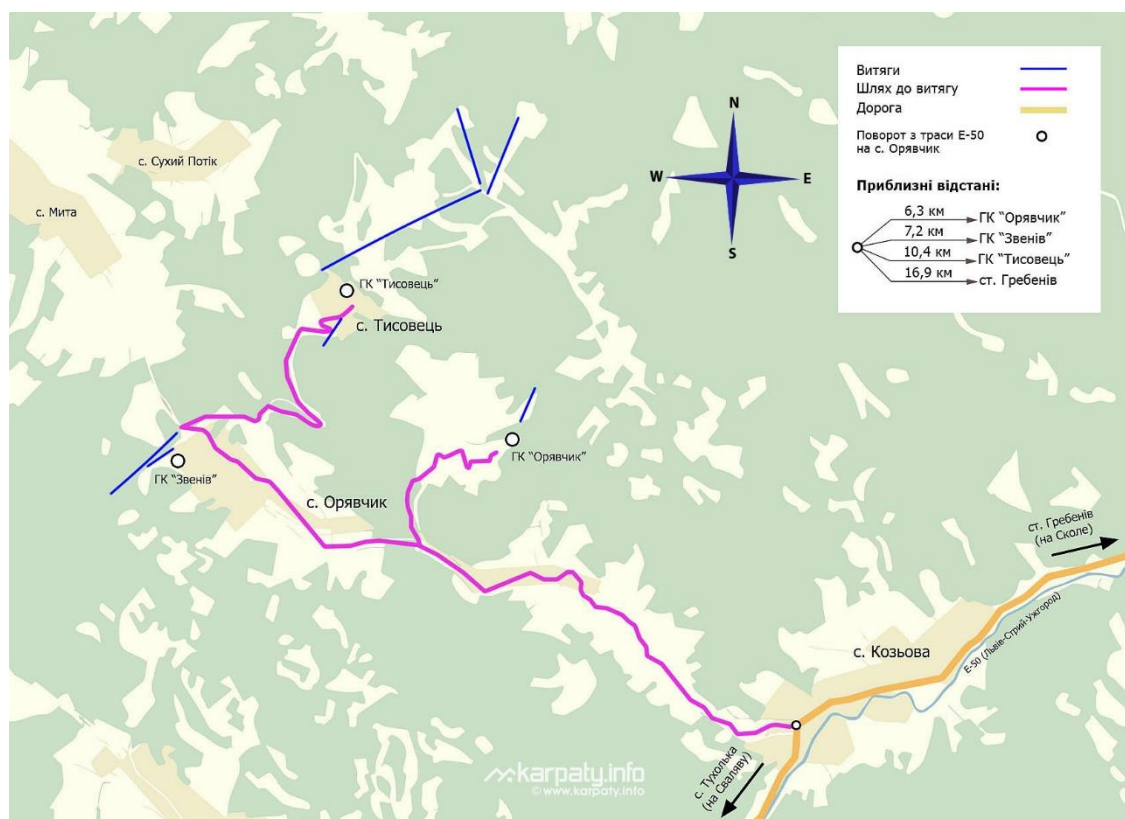 Витяги
Шлях до витягу
Дорога
Поворот з траси Е-50
на с. Орявчик
Приблизні відстані:
6,3 км
ГК "Орявчик"
7,2 км
ГК "Звенів"
10,4 км
ГК "Тисовець"
16,9 км
ст. Гребенів
N
W
E
S
с. Сухий Потік
с. Мита
ГК "Тисовець"
с. Тисовець
ГК "Орявчик"
ГК "Звенів"
с. Орявчик
ст. Гребенів
(на Сколе)
с. Козьова
Е-50 (Львів-Стрий-Ужгород)
с. Тухолька
(на Сваляву)
karpaty.info
© www.karpaty.info